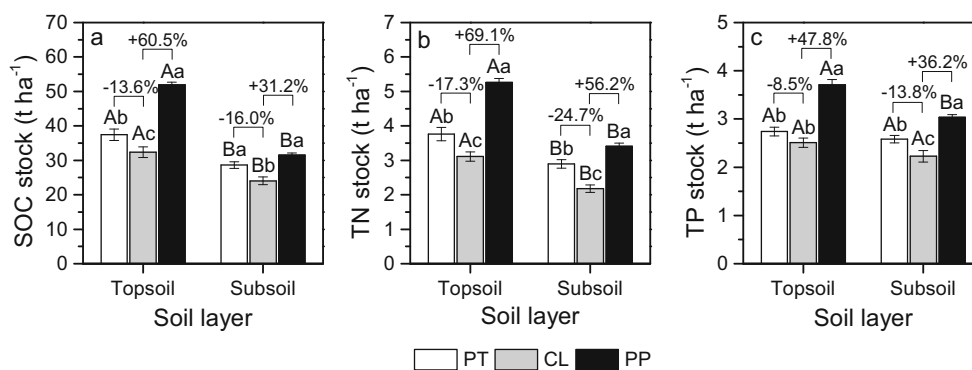 a
SOC stock (t ha⁻¹)
70
60
50
40
30
20
10
0
-13.6%
+60.5%
-16.0%
+31.2%
Ab
Ac
Aa
Ba
Bb
Ba
Topsoil
Subsoil
Soil layer
b
TN stock (t ha⁻¹)
7
6
5
4
3
2
1
0
-17.3%
+69.1%
-24.7%
+56.2%
Ab
Ac
Aa
Bb
Bc
Ba
Topsoil
Subsoil
Soil layer
c
TP stock (t ha⁻¹)
5
4
3
2
1
0
-8.5%
+47.8%
-13.8%
+36.2%
Ab
Ab
Aa
Ab
Ac
Ba
Topsoil
Subsoil
Soil layer
PT CL PP